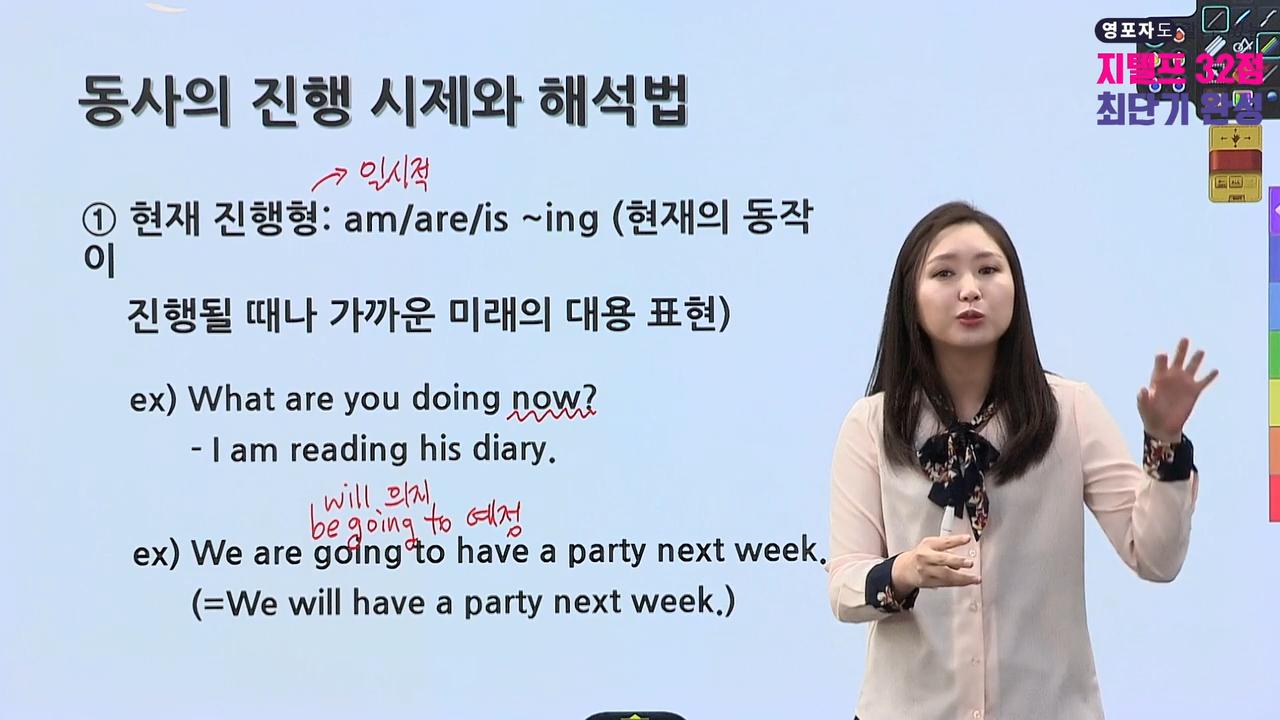 영포자도
지텔프 32점
최단기 완성
동사의 진행 시제와 해석법
→ 일시적
① 현재 진행형: am/are/is ~ing (현재의 동작
이
진행될 때나 가까운 미래의 대용 표현)
ex) What are you doing now?
- I am reading his diary.
will 의지
be going to 예정
ex) We are going to have a party next week.
(=We will have a party next week.)